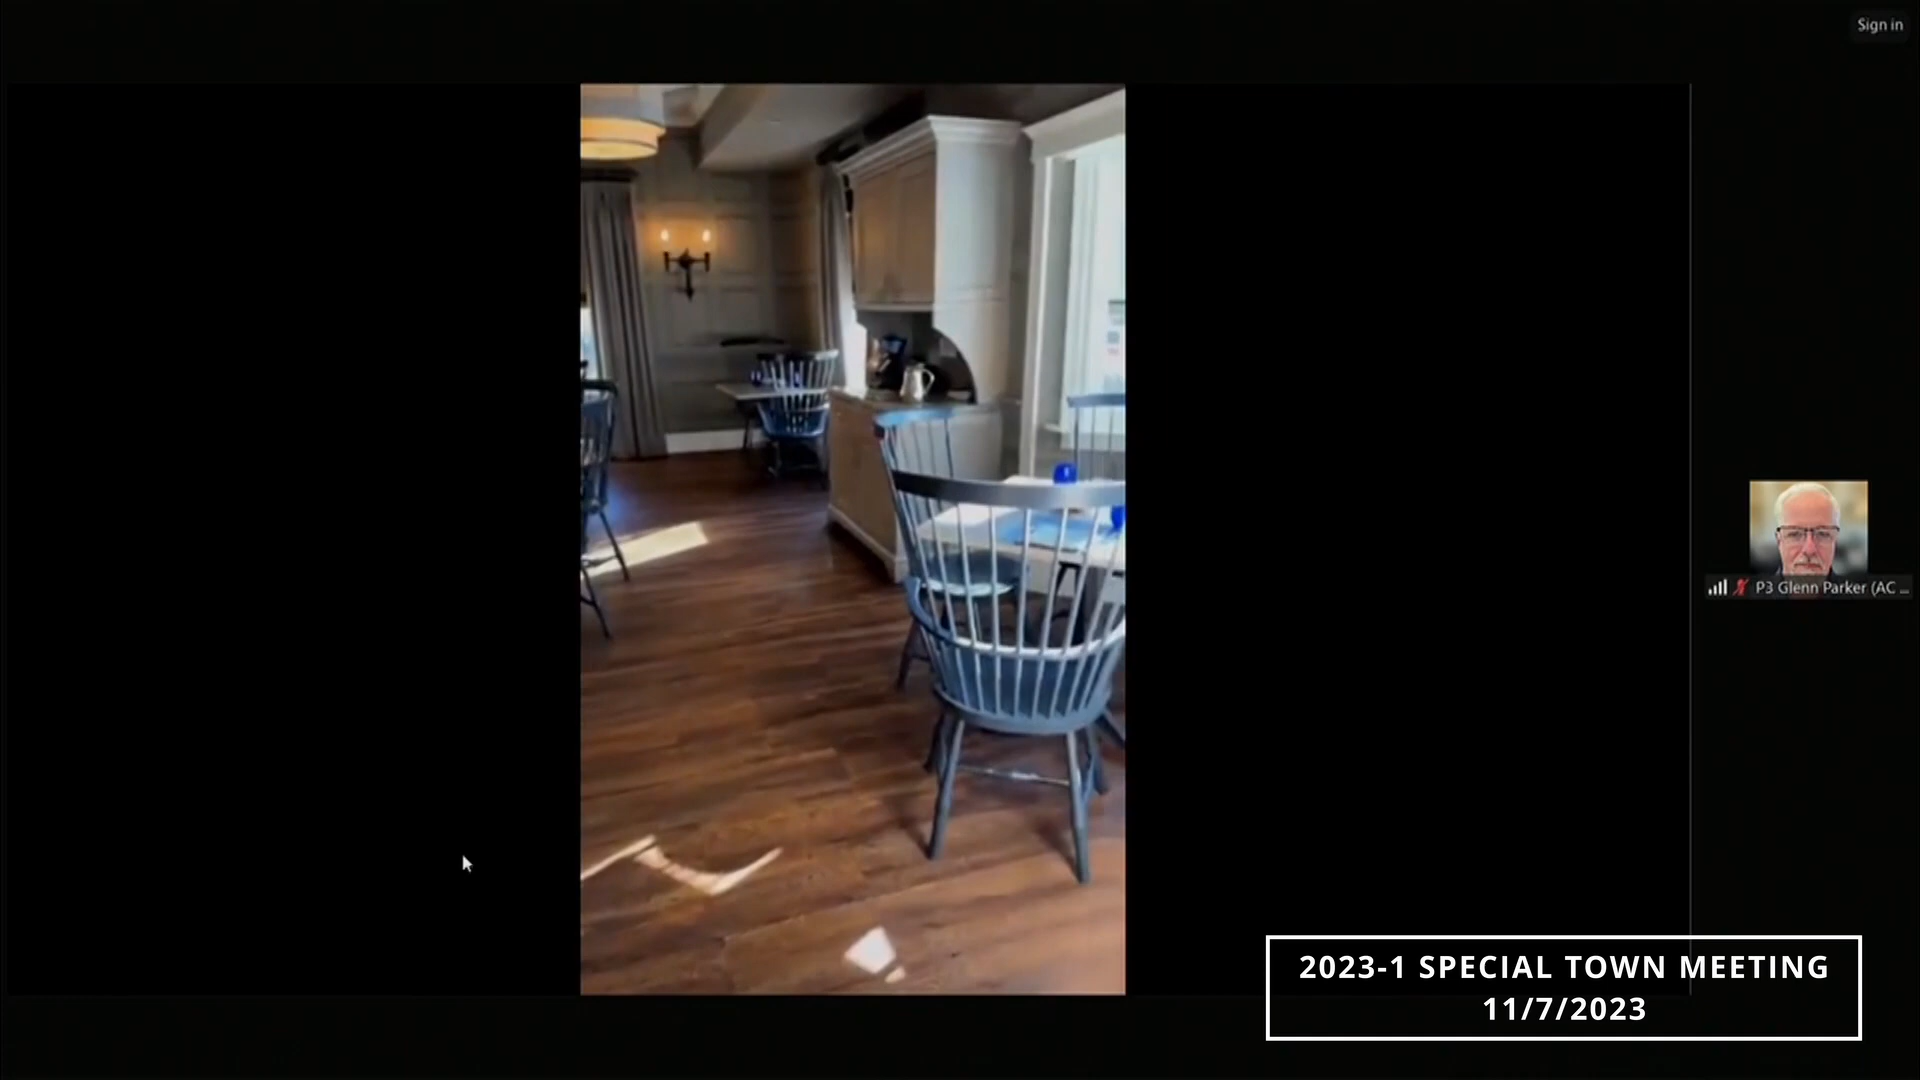 Sign in
P3 Glenn Parker (AC ...
2023-1 SPECIAL TOWN MEETING
11/7/2023